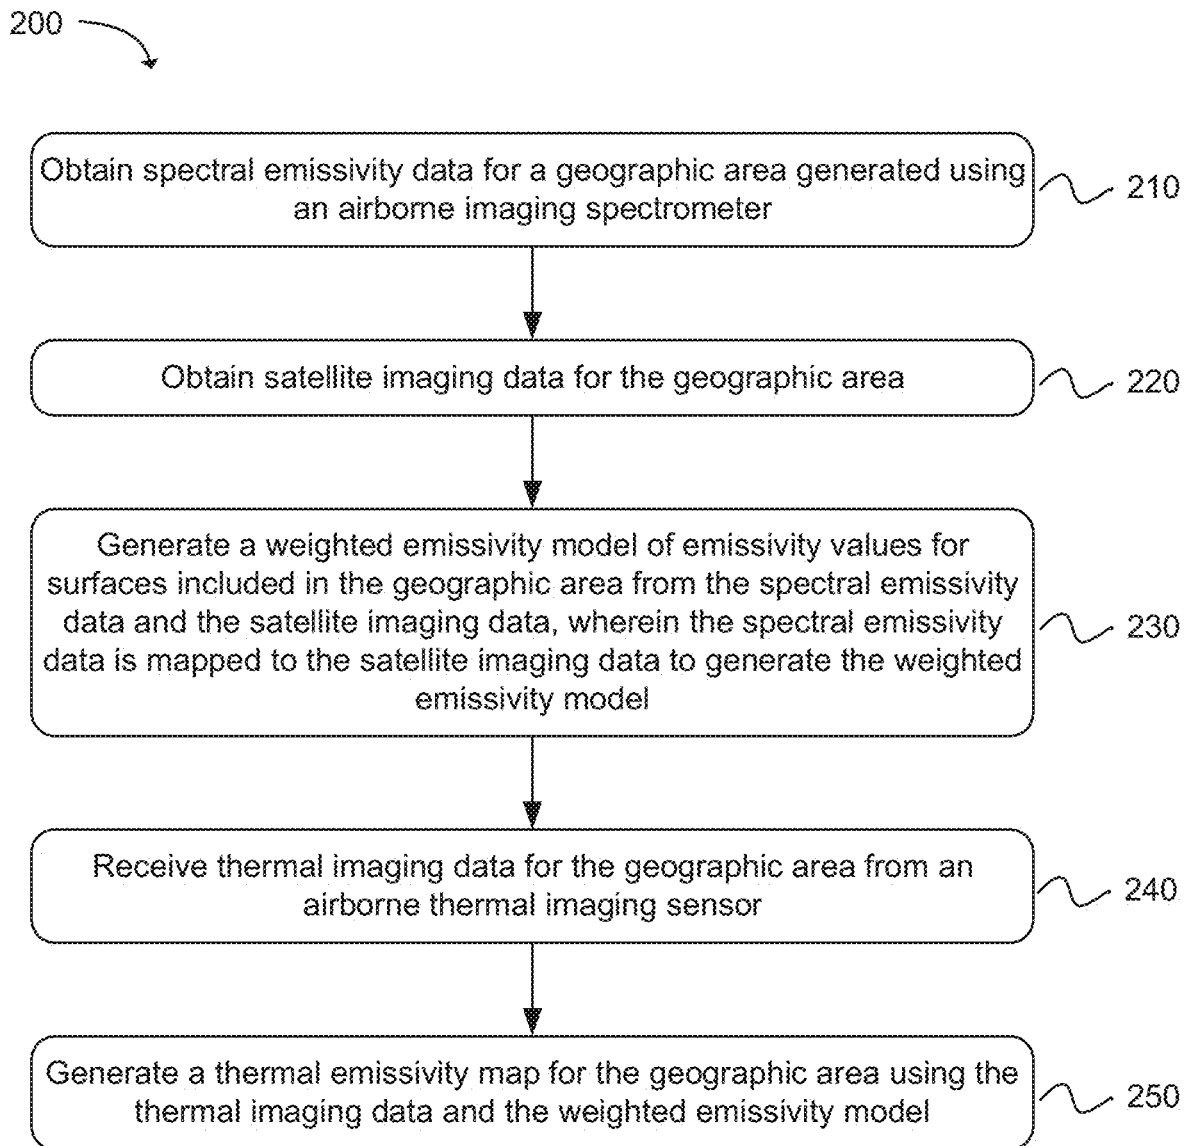 200
Obtain spectral emissivity data for a geographic area generated using
an airborne imaging spectrometer
210
Obtain satellite imaging data for the geographic area
220
Generate a weighted emissivity model of emissivity values for
surfaces included in the geographic area from the spectral emissivity
data and the satellite imaging data, wherein the spectral emissivity
data is mapped to the satellite imaging data to generate the weighted
emissivity model
230
Receive thermal imaging data for the geographic area from an
airborne thermal imaging sensor
240
Generate a thermal emissivity map for the geographic area using the
thermal imaging data and the weighted emissivity model
250